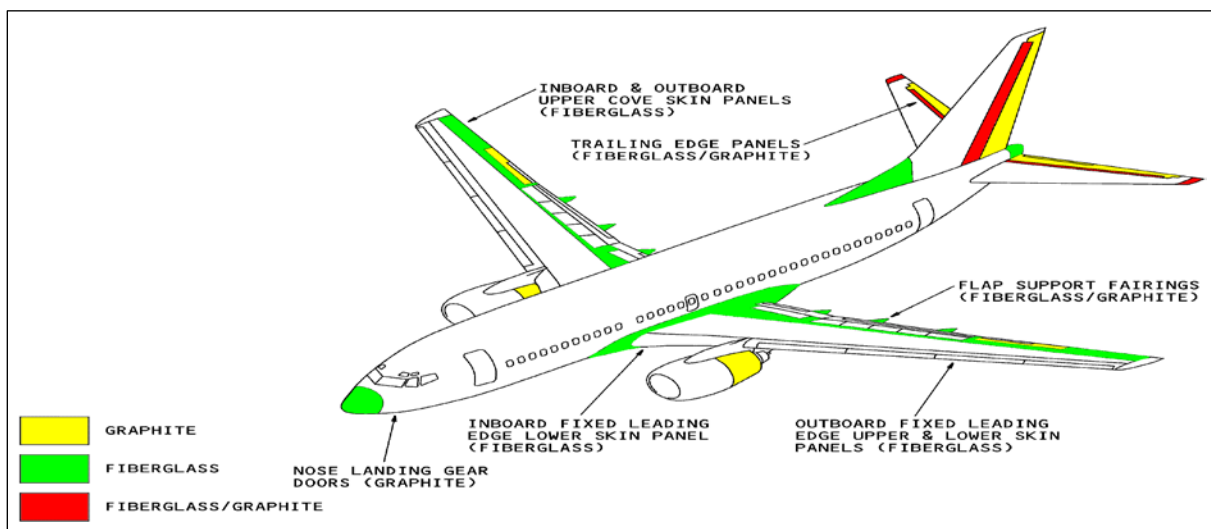 INBOARD & OUTBOARD
UPPER COVE SKIN PANELS
(FIBERGLASS)
TRAILING EDGE PANELS
(FIBERGLASS/GRAPHITE)
FLAP SUPPORT FAIRINGS
(FIBERGLASS/GRAPHITE)
INBOARD FIXED LEADING
EDGE LOWER SKIN PANEL
(FIBERGLASS)
OUTBOARD FIXED LEADING
EDGE UPPER & LOWER SKIN
PANELS (FIBERGLASS)
NOSE LANDING GEAR
DOORS (GRAPHITE)
GRAPHITE
FIBERGLASS
FIBERGLASS/GRAPHITE